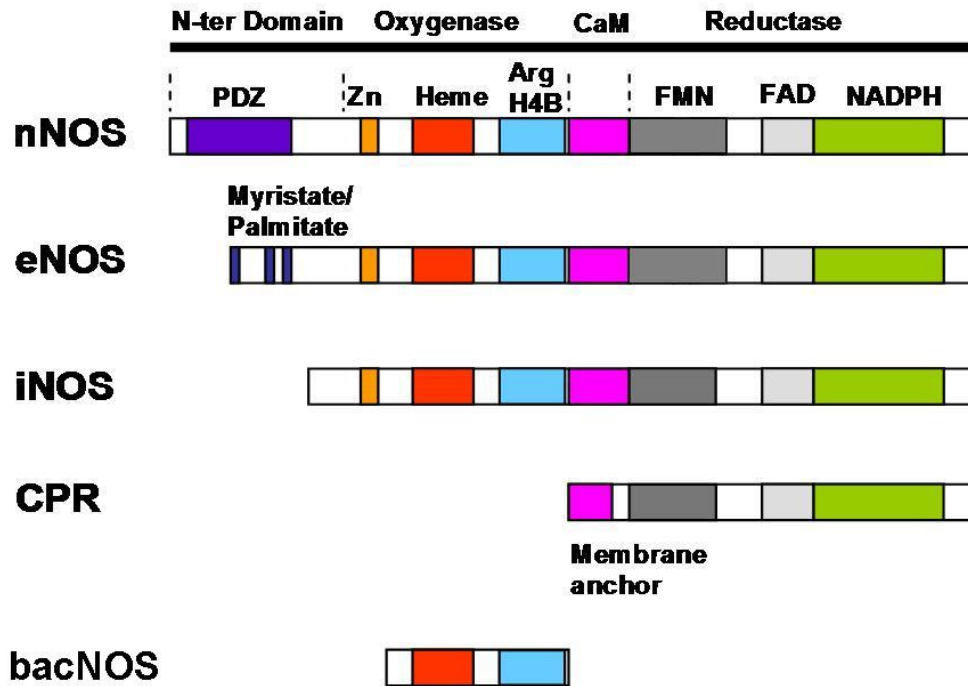 N-ter Domain Oxygenase CaM Reductase
PDZ Zn Heme Arg H4B FMN FAD NADPH
nNOS
Myristate/
Palmitate
eNOS
iNOS
CPR
Membrane
anchor
bacNOS